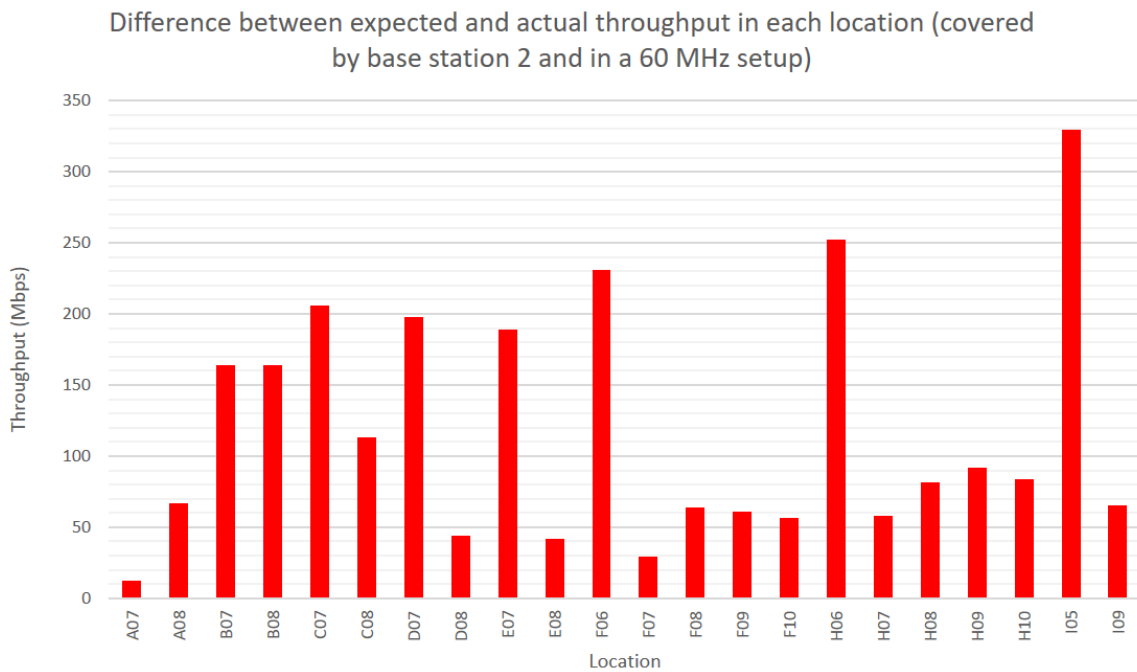 Difference between expected and actual throughput in each location (covered
by base station 2 and in a 60 MHz setup)
350
300
250
200
150
100
50
0
Throughput (Mbps)
A07
A08
B07
B08
C07
C08
D07
D08
E07
E08
F06
F07
F08
F09
F10
H06
H07
H08
H09
H10
I05
I09
Location